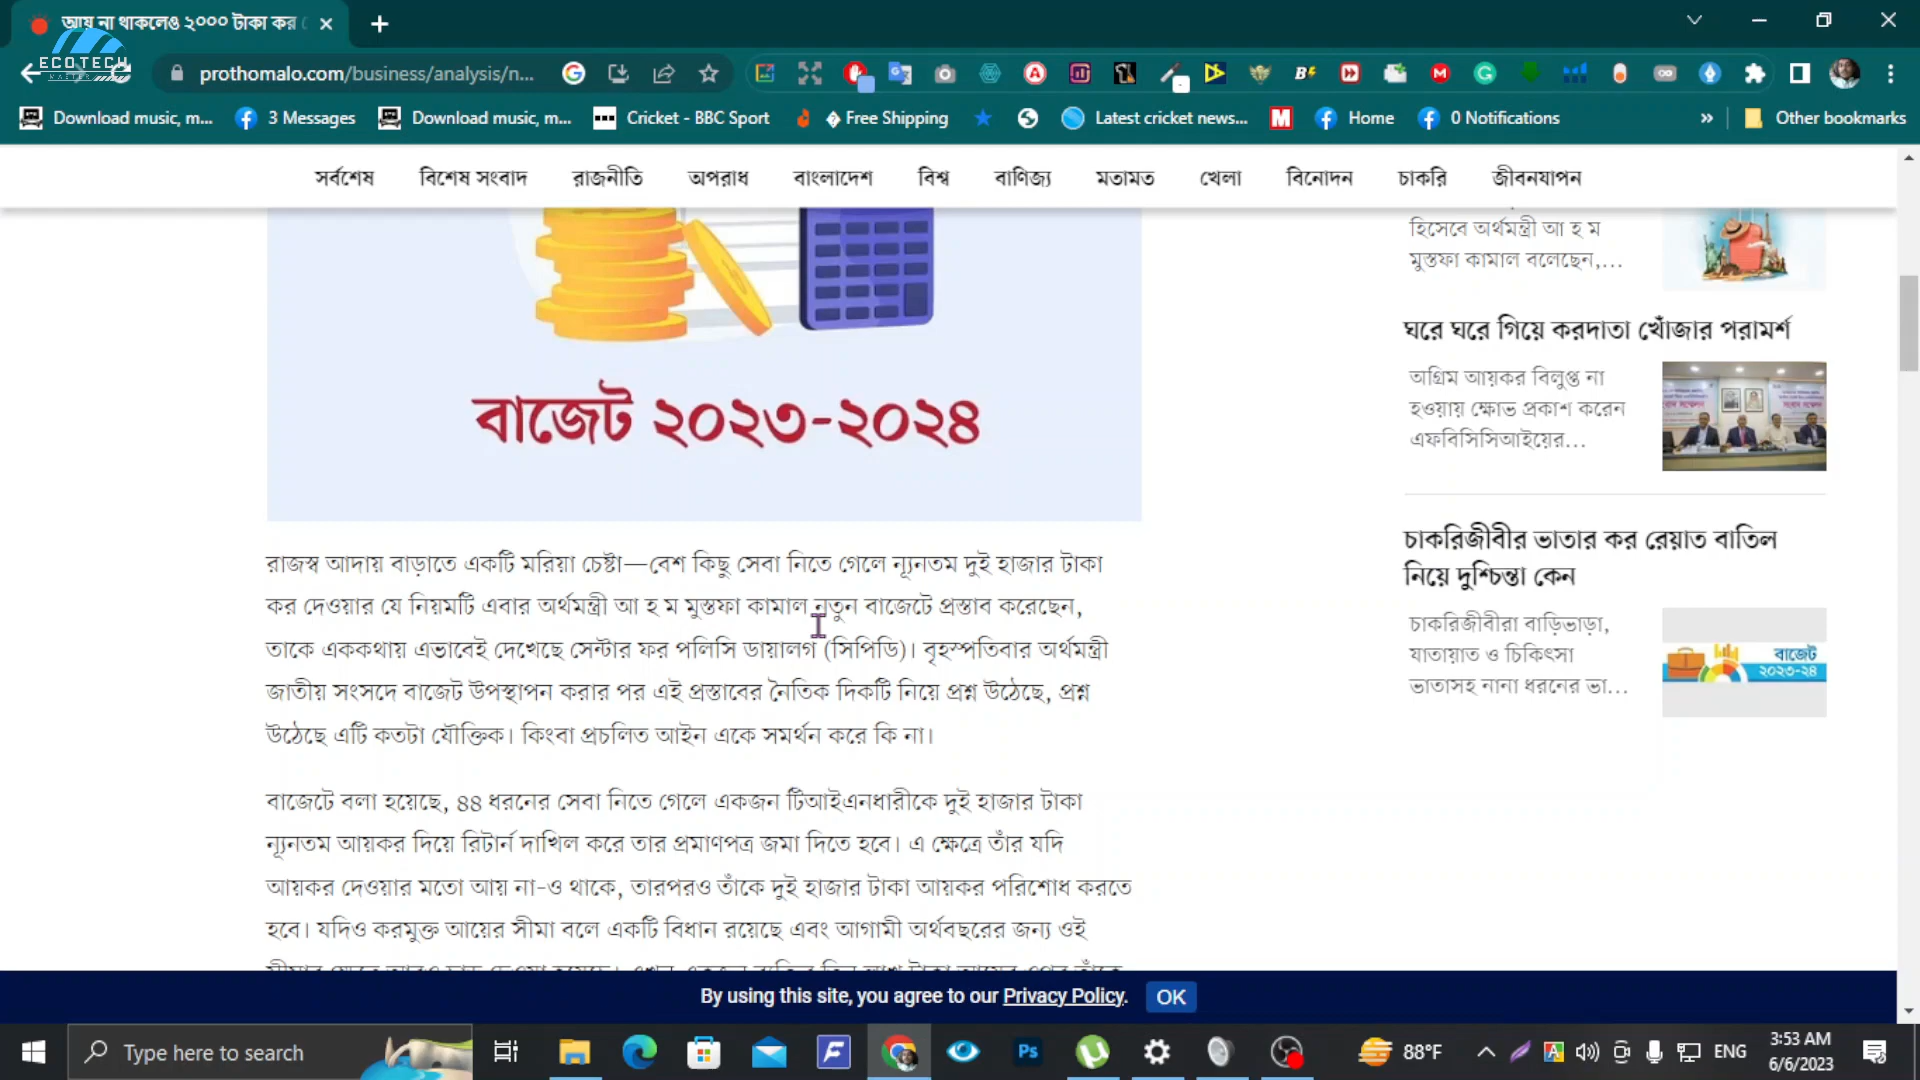 আয় না থাকলেও ২০০০ টাকা কর
ECOTECH
prothomalo.com/business/analysis/n...
Download music, m...
3 Messages
Download music, m...
Cricket - BBC Sport
Free Shipping
Latest cricket news...
Home
0 Notifications
»
Other bookmarks
সর্বশেষ
বিশেষ সংবাদ
রাজনীতি
অপরাধ
বাংলাদেশ
বিশ্ব
বাণিজ্য
মতামত
খেলা
বিনোদন
চাকরি
জীবনযাপন
বাজেট ২০২৩-২০২৪
রাজস্ব আদায় বাড়াতে একটি মরিয়া চেষ্টা—বেশ কিছু সেবা নিতে গেলে ন্যূনতম দুই হাজার টাকা
কর দেওয়ার যে নিয়মটি এবার অর্থমন্ত্রী আ হ ম মুস্তফা কামাল নতুন বাজেটে প্রস্তাব করেছেন,
তাকে এককথায় এভাবেই দেখেছে সেন্টার ফর পলিসি ডায়ালগ (সিপিডি)। বৃহস্পতিবার অর্থমন্ত্রী
জাতীয় সংসদে বাজেট উপস্থাপন করার পর এই প্রস্তাবের নৈতিক দিকটি নিয়ে প্রশ্ন উঠেছে, প্রশ্ন
উঠেছে এটি কতটা যৌক্তিক। কিংবা প্রচলিত আইন একে সমর্থন করে কি না।
বাজেটে বলা হয়েছে, ৪৪ ধরনের সেবা নিতে গেলে একজন টিআইএনধারীকে দুই হাজার টাকা
ন্যূনতম আয়কর দিয়ে রিটার্ন দাখিল করে তার প্রমাণপত্র জমা দিতে হবে। এ ক্ষেত্রে তাঁর যদি
আয়কর দেওয়ার মতো আয় না-ও থাকে, তারপরও তাঁকে দুই হাজার টাকা আয়কর পরিশোধ করতে
হবে। যদিও করমুক্ত আয়ের সীমা বলে একটি বিধান রয়েছে এবং আগামী অর্থবছরের জন্য ওই
হিসেবে অর্থমন্ত্রী আ হ ম
মুস্তফা কামাল বলেছেন,...
ঘরে ঘরে গিয়ে করদাতা খোঁজার পরামর্শ
অগ্রিম আয়কর বিলুপ্ত না
হওয়ায় ক্ষোভ প্রকাশ করেন
এফবিসিসিআইয়ের...
চাকরিজীবীর ভাতার কর রেয়াত বাতিল
নিয়ে দুশ্চিন্তা কেন
চাকরিজীবীরা বাড়িভাড়া,
যাতায়াত ও চিকিৎসা
ভাতাসহ নানা ধরনের ভা...
বাজেট
২০২৩-২৪
By using this site, you agree to our Privacy Policy.
OK
Type here to search
88°F
ENG
3:53 AM
6/6/2023